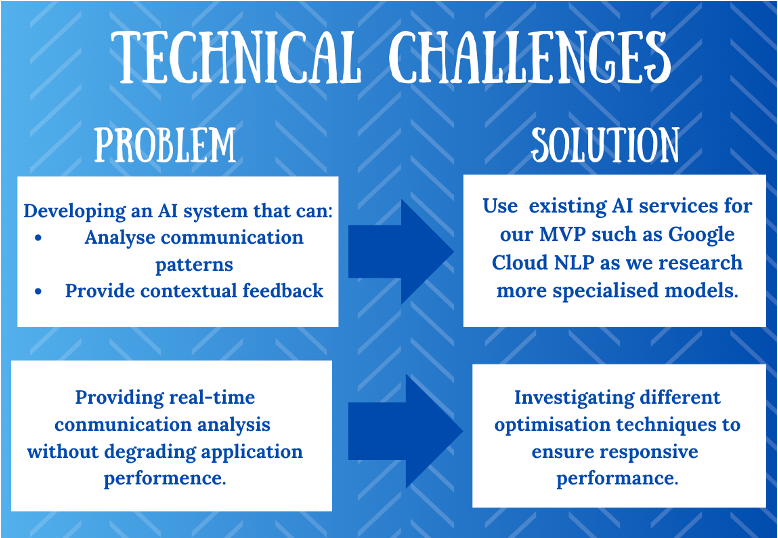 TECHNICAL CHALLENGES
PROBLEM
SOLUTION
Developing an AI system that can:
• Analyse communication
patterns
• Provide contextual feedback
Use existing AI services for
our MVP such as Google
Cloud NLP as we research
more specialised models.
Providing real-time
connmunication analysis
without degrading application
performence.
Investigating different
optimisation techniques to
ensure responsive
performance.